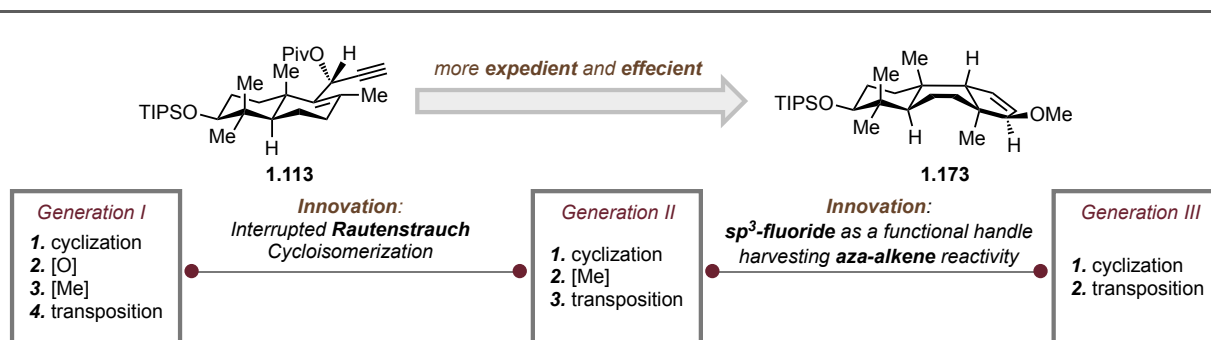 PivO
H
Me
Me
Me
TIPSO
Me
H
1.113
more expedient and effecient
Me
H
Me
TIPSO
Me
H
Me
OMe
H
1.173
Generation I
1. cyclization
2. [O]
3. [Me]
4. transposition
Innovation:
Interrupted Rautenstrauch
Cycloisomerization
Generation II
1. cyclization
2. [Me]
3. transposition
Innovation:
sp³-fluoride as a functional handle
harvesting aza-alkene reactivity
Generation III
1. cyclization
2. transposition